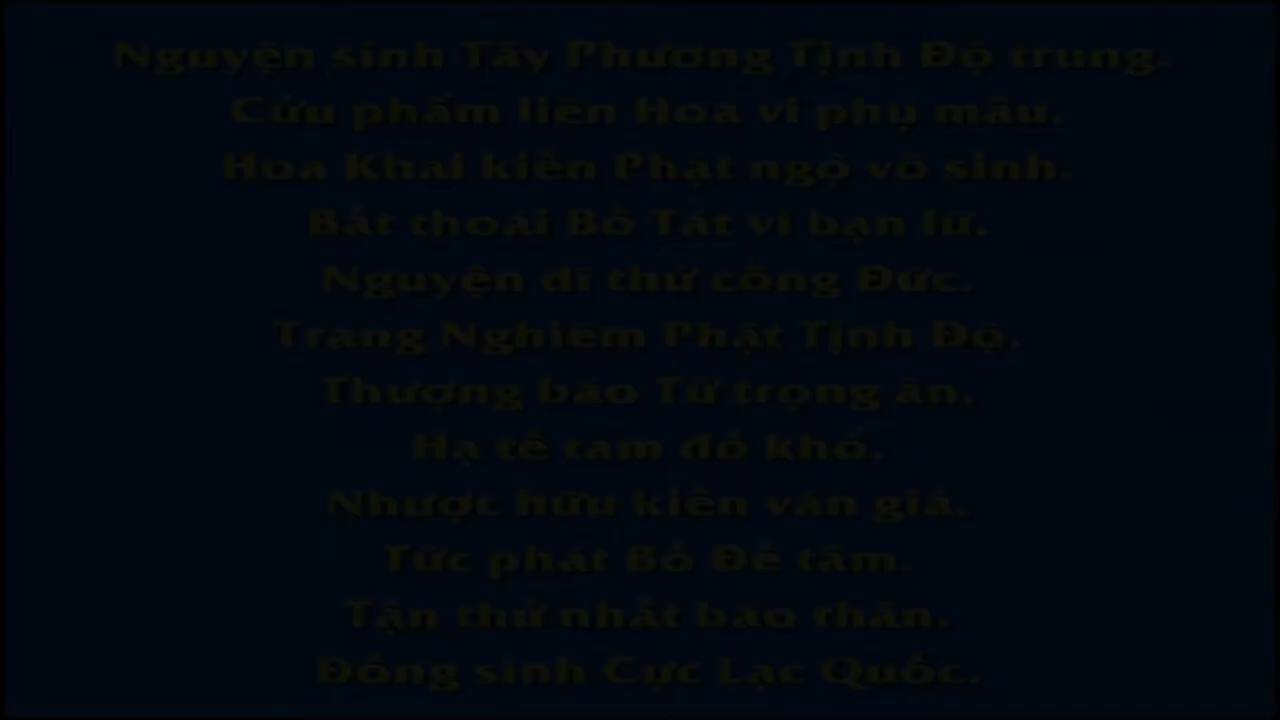 Nguyện sinh Tây Phương Tịnh Độ trung.
Cửu phẩm liên Hoa vi phụ mẫu.
Hoa Khai kiến Phật ngộ vô sinh.
Bất thoái Bồ Tát vi bạn lữ.
Nguyện dĩ thử công Đức.
Trang Nghiêm Phật Tịnh Độ.
Thượng báo Tứ trọng ân.
Hạ tế tam đồ khổ.
Nhược hữu kiến văn giả.
Tức phát Bồ Đề tâm.
Tận thử nhất báo thân.
Đồng sinh Cực Lạc Quốc.